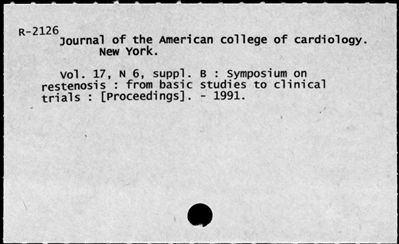 R-2126
Journal of the American college of cardiology.
New York.
Vol. 17, N 6, suppl. B : Symposium on
restenosis : from basic studies to clinical
trials : [Proceedings]. - 1991.